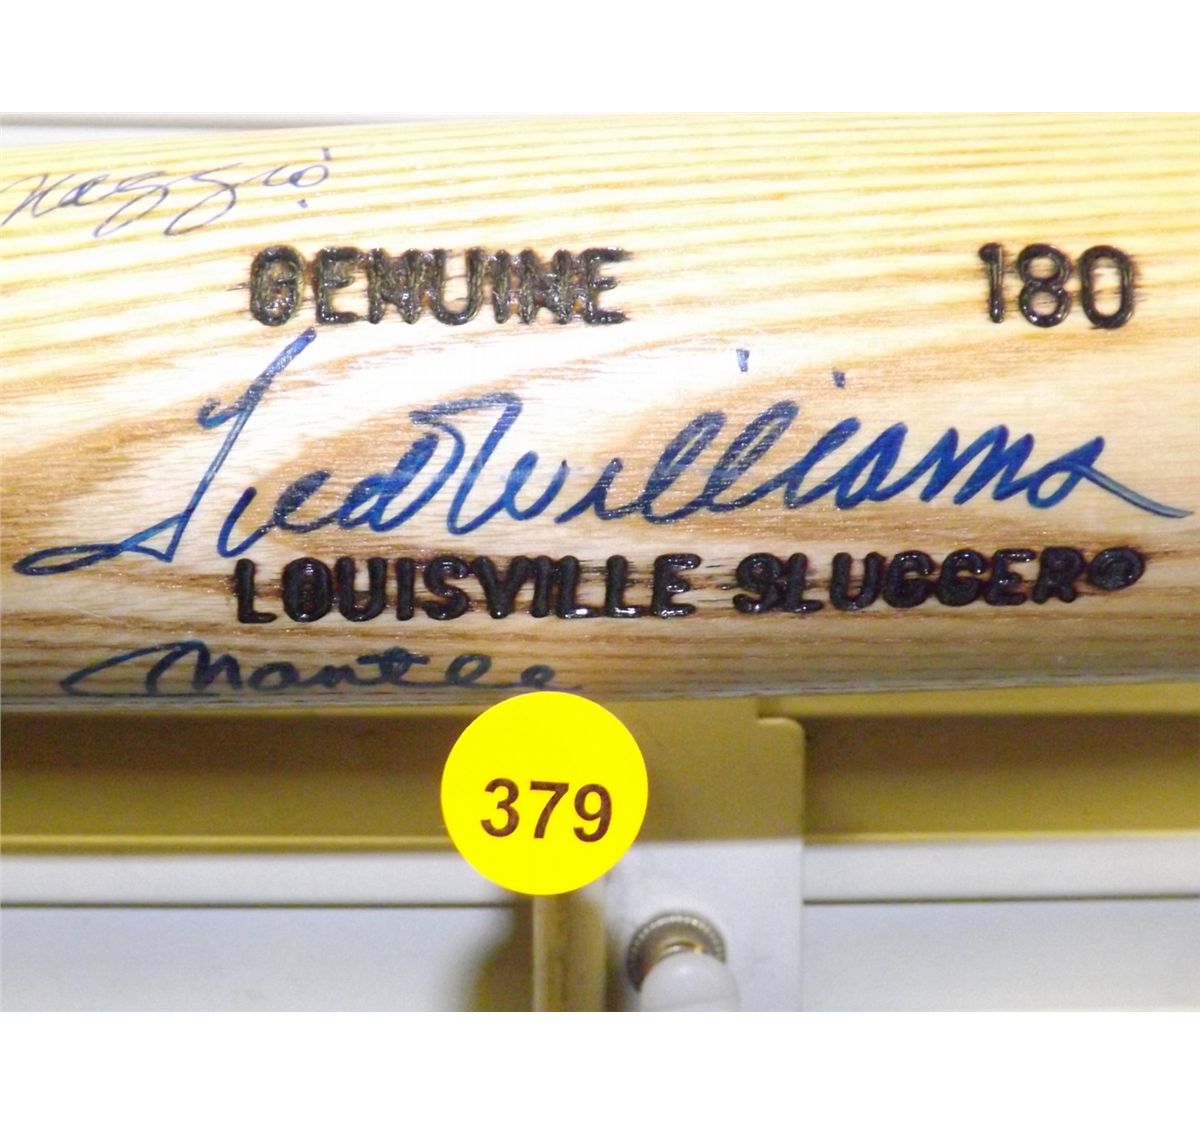 maggio
GENUINE 180
Ted Williams
LOUISVILLE SLUGGER®
Mantle
379